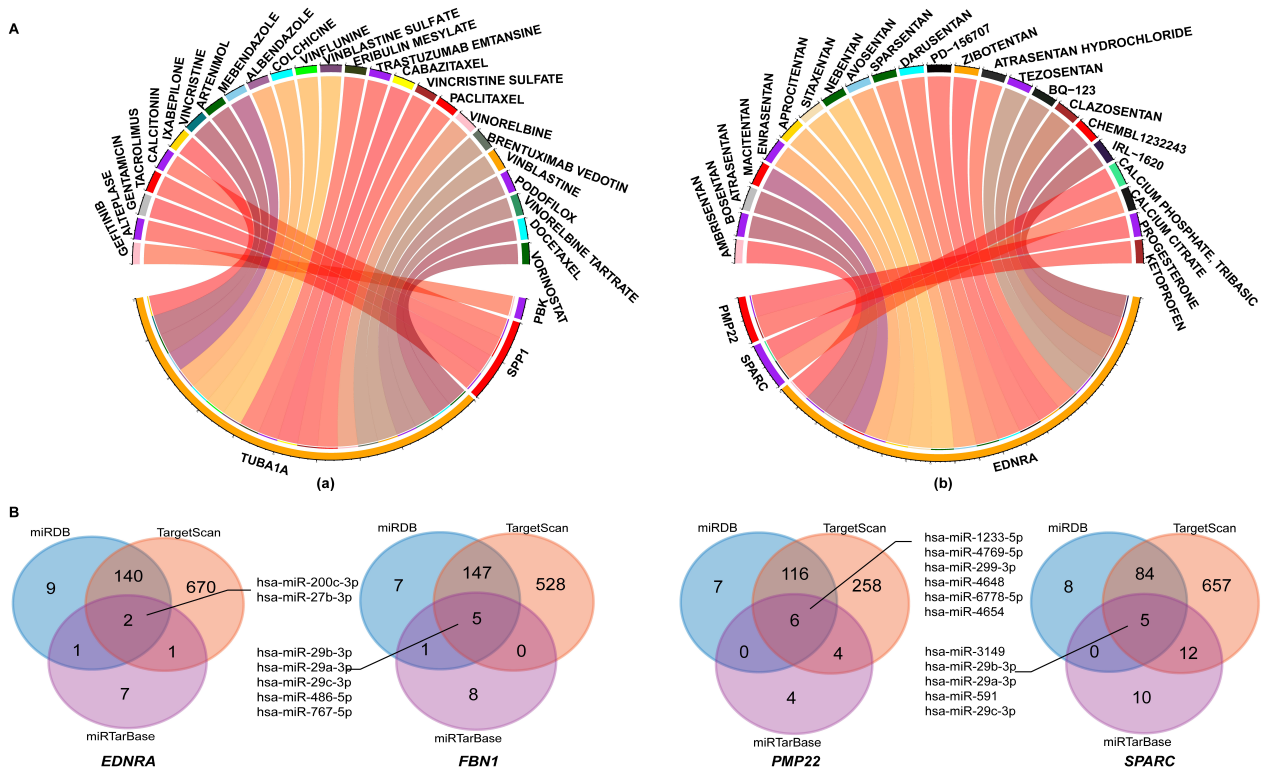 A
GEFITINIB
ALTEPLASE
GENTAMICIN
TACROLIMUS
CALCITONIN
IXABEPILONE
VINCRISTINE
ARTENIMOL
MEBENDAZOLE
ALBENDAZOLE
COLCHICINE
VINFLUNINE
VINBLASTINE SULFATE
ERIBULIN MESYLATE
TRASTUZUMAB EMTANSINE
CABAZITAXEL
VINCRISTINE SULFATE
PACLITAXEL
VINORELBINE
BRENTUXIMAB VEDOTIN
VINBLASTINE
PODOFILOX
VINORELBINE TARTRATE
DOCETAXEL
VORINOSTAT
PBK
SPP1
TUBA1A
(a)
AMBRISENTAN
BOSENTAN
ATRASENTAN
MACITENTAN
ENRASENTAN
APROCITENTAN
SITAXENTAN
NEBENTAN
AVOSENTAN
SPARSENTAN
DARUSENTAN
PD−156707
ZIBOTENTAN
ATRASENTAN HYDROCHLORIDE
TEZOSENTAN
BQ−123
CLAZOSENTAN
CHEMBL1232243
IRL−1620
CALCIUM PHOSPHATE, TRIBASIC
CALCIUM CITRATE
PROGESTERONE
KETOPROFEN
PMP22
SPARC
EDNRA
(b)
B
miRDB
TargetScan
9
140
670
2
1
1
7
miRTarBase
EDNRA
hsa-miR-200c-3p
hsa-miR-27b-3p
miRDB
TargetScan
7
147
528
5
1
0
8
miRTarBase
FBN1
hsa-miR-29b-3p
hsa-miR-29a-3p
hsa-miR-29c-3p
hsa-miR-486-5p
hsa-miR-767-5p
miRDB
TargetScan
7
116
258
6
0
4
4
miRTarBase
PMP22
hsa-miR-1233-5p
hsa-miR-4769-5p
hsa-miR-299-3p
hsa-miR-4648
hsa-miR-6778-5p
hsa-miR-4654
miRDB
TargetScan
8
84
657
5
0
12
10
miRTarBase
SPARC
hsa-miR-3149
hsa-miR-29b-3p
hsa-miR-29a-3p
hsa-miR-591
hsa-miR-29c-3p